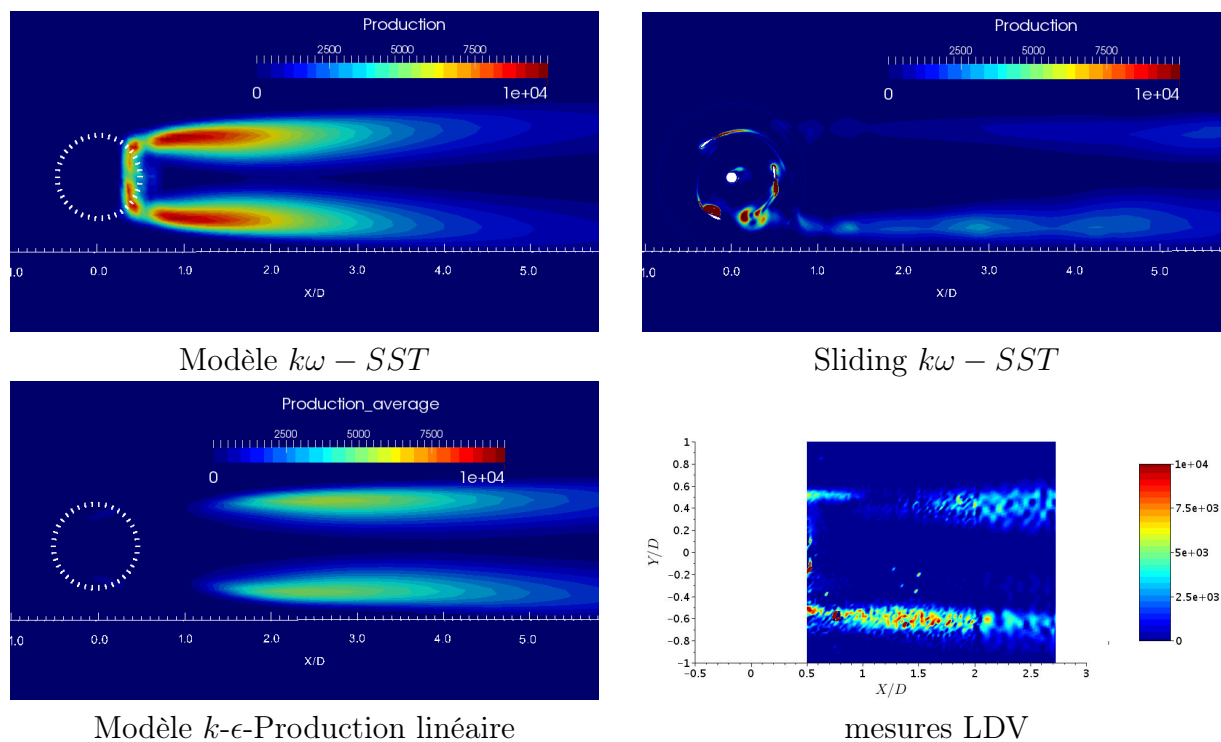 Production
2500 5000 7500
0 1e+04
1.0 0.0 1.0 2.0 3.0 4.0 5.0
X/D
Modèle kω − SST
Production
2500 5000 7500
0 1e+04
1.0 0.0 1.0 2.0 3.0 4.0 5.0
X/D
Sliding kω − SST
Production_average
2500 5000 7500
0 1e+04
1.0 0.0 1.0 2.0 3.0 4.0 5.0
X/D
Modèle k-ϵ-Production linéaire
1
0.8
0.6
0.4
0.2
0
−0.2
−0.4
−0.6
−0.8
−1
Y/D
−0.5 0 0.5 1 1.5 2 2.5 3
X/D
1e+04
7.5e+03
5e+03
2.5e+03
0
mesures LDV